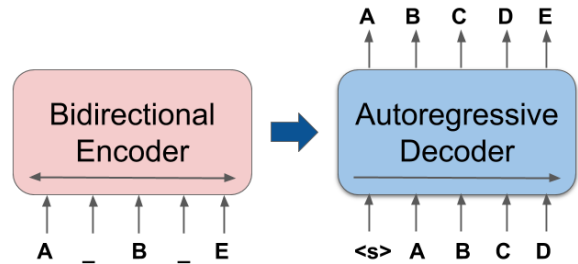 A B C D E
Bidirectional
Encoder
Autoregressive
Decoder
A _ B _ E
<s> A B C D